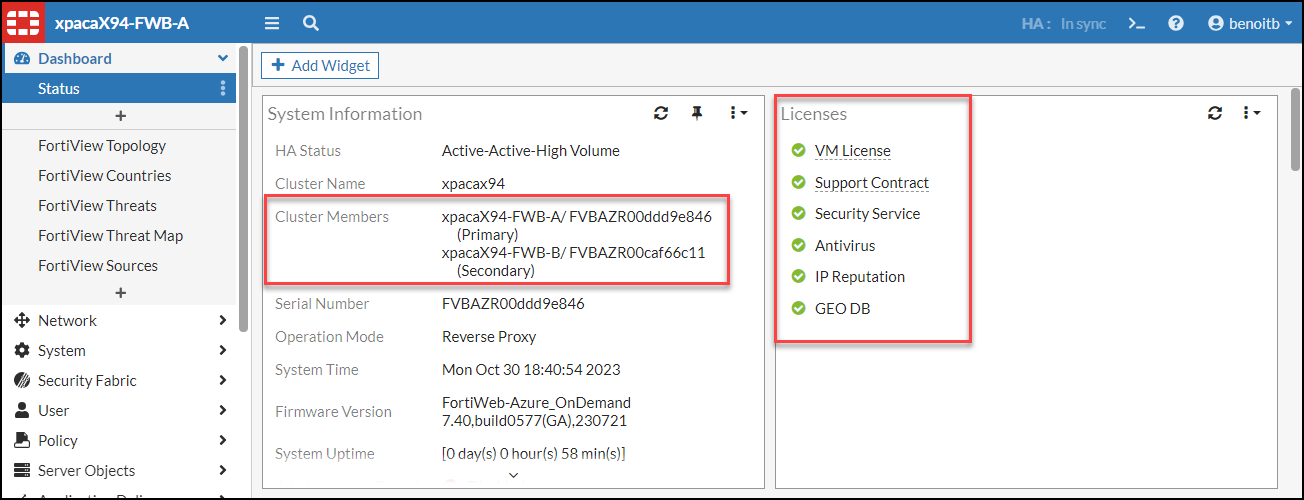 xpacaX94-FWB-A
HA : In sync
benoitb
Dashboard
Status
+
FortiView Topology
FortiView Countries
FortiView Threats
FortiView Threat Map
FortiView Sources
+
Network
System
Security Fabric
User
Policy
Server Objects
+ Add Widget
System Information
HA Status Active-Active-High Volume
Cluster Name xpacax94
Cluster Members xpacaX94-FWB-A/ FVBAZR00ddd9e846
(Primary)
xpacaX94-FWB-B/ FVBAZR00caf66c11
(Secondary)
Serial Number FVBAZR00ddd9e846
Operation Mode Reverse Proxy
System Time Mon Oct 30 18:40:54 2023
Firmware Version FortiWeb-Azure_OnDemand
7.40,build0577(GA),230721
System Uptime [0 day(s) 0 hour(s) 58 min(s)]
Licenses
VM License
Support Contract
Security Service
Antivirus
IP Reputation
GEO DB